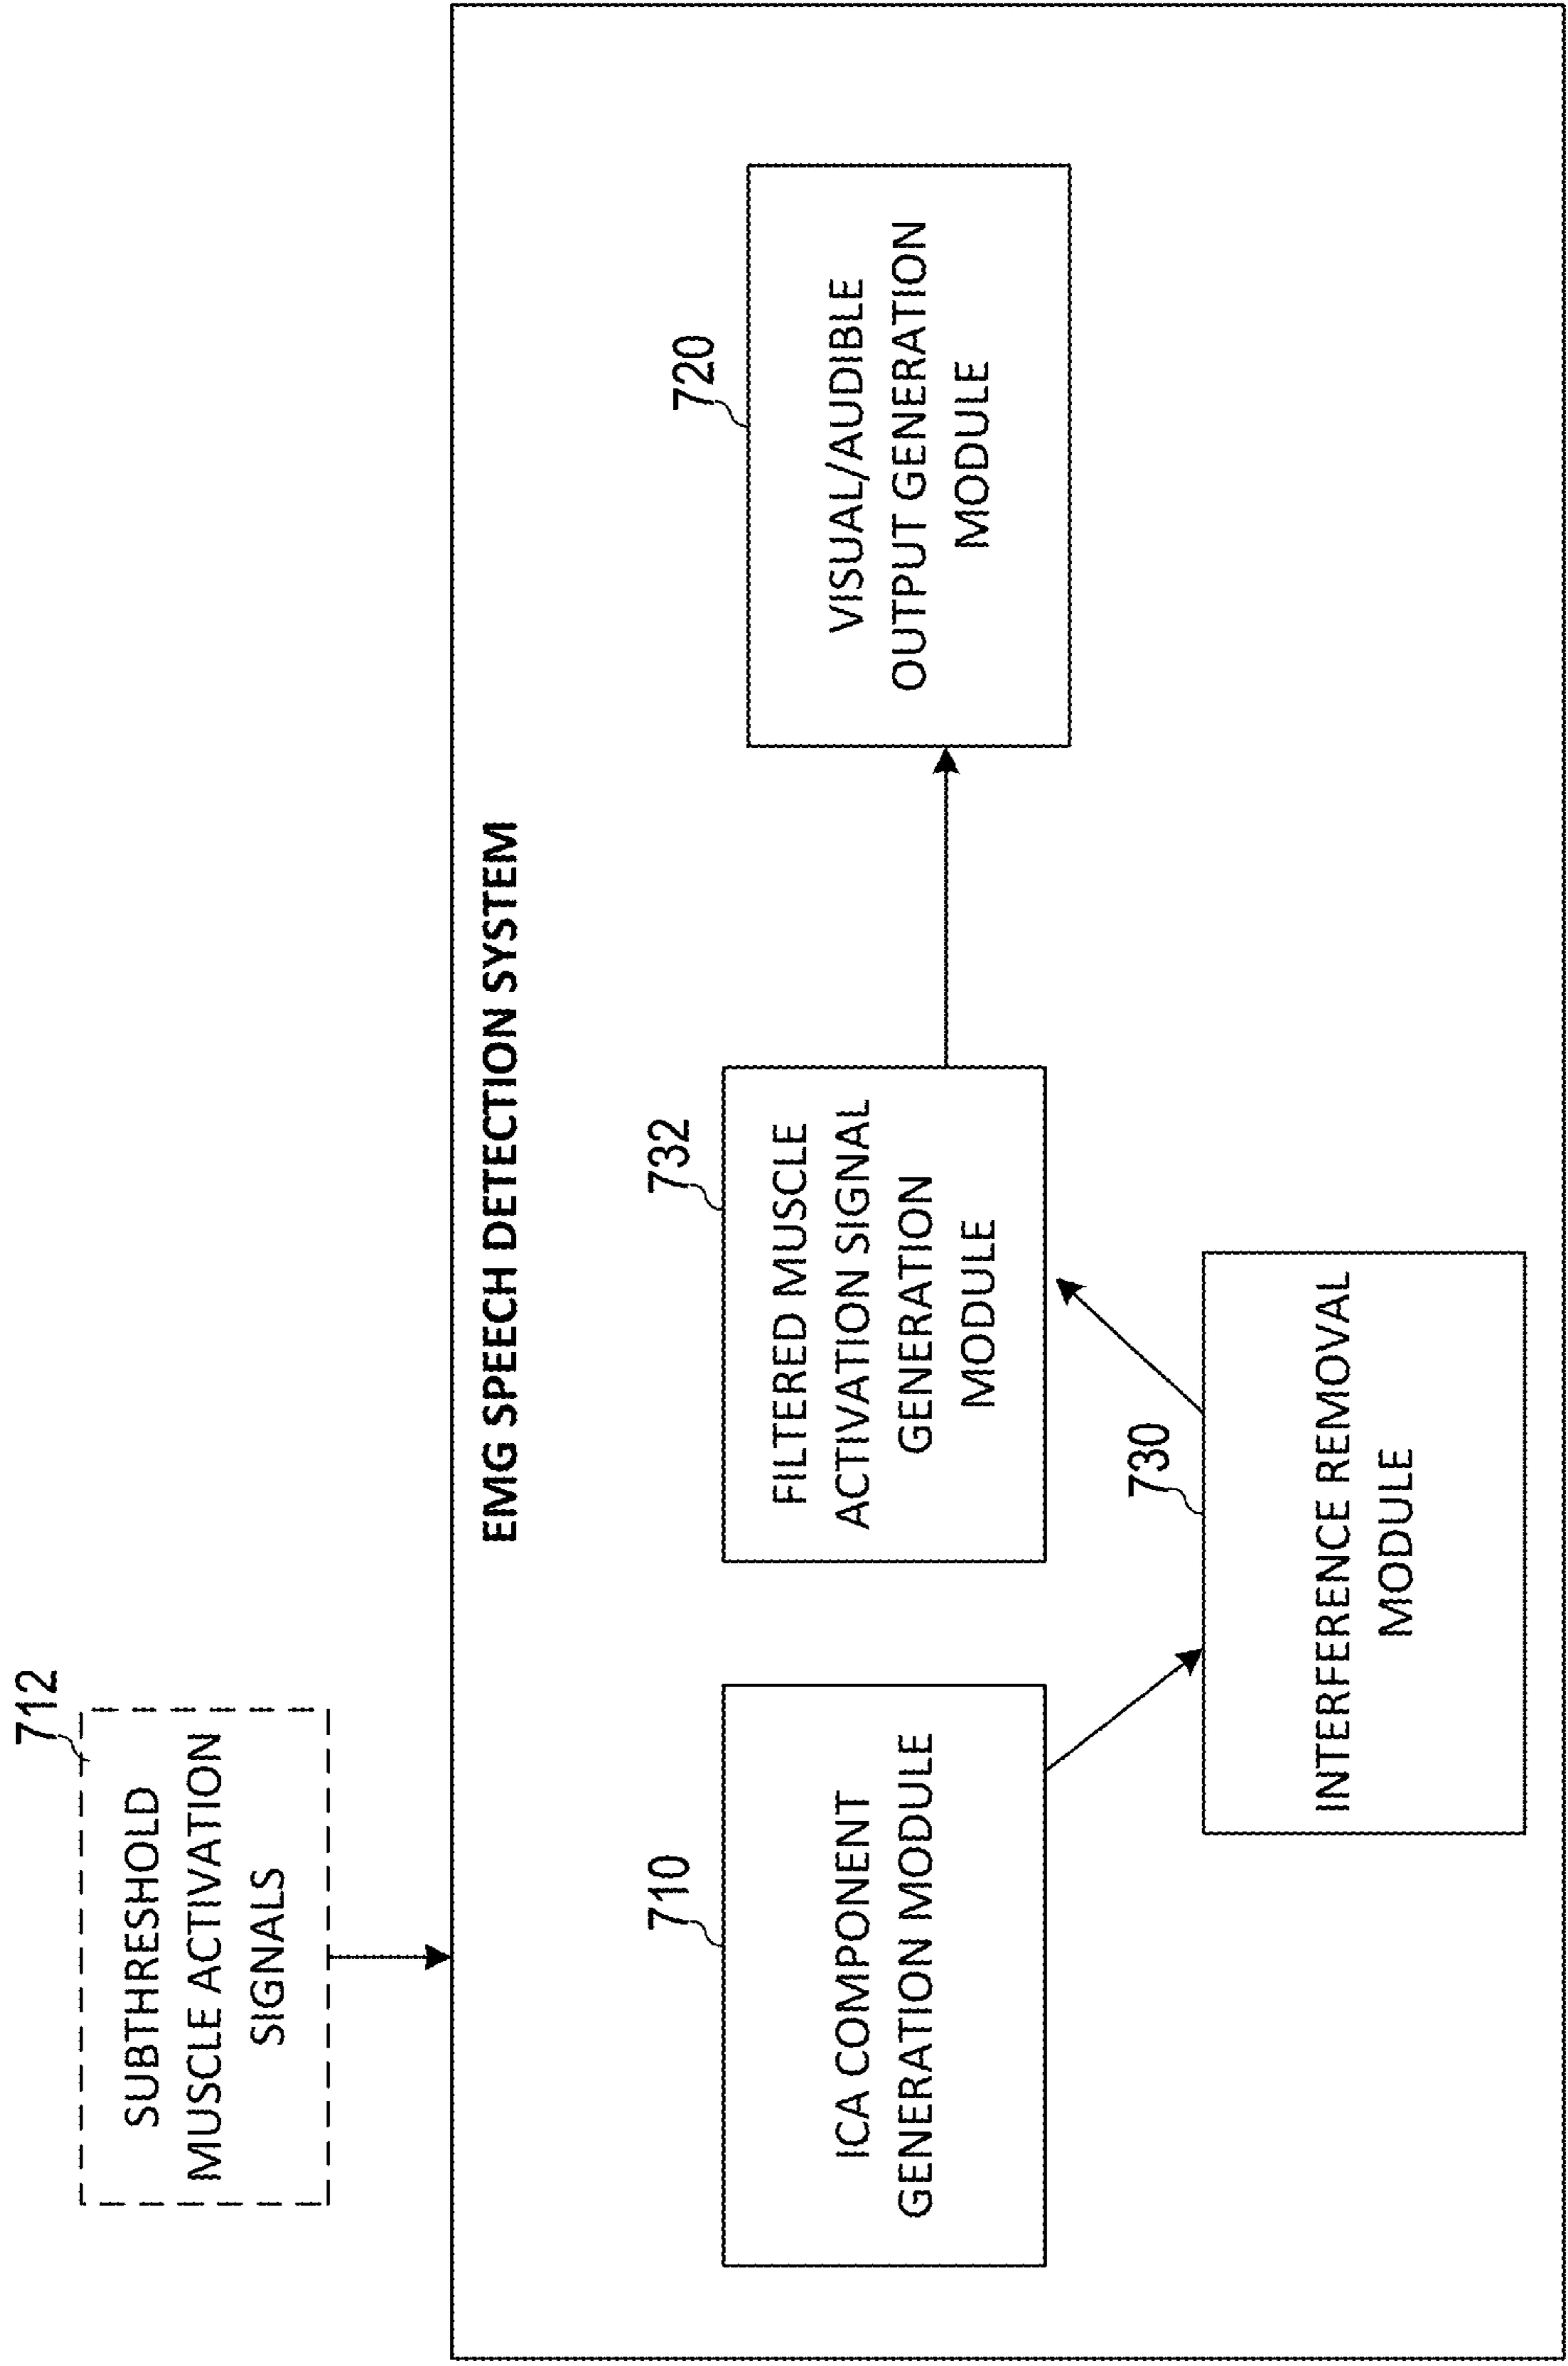 712
SUBTHRESHOLD
MUSCLE ACTIVATION
SIGNALS
EMG SPEECH DETECTION SYSTEM
710
ICA COMPONENT
GENERATION MODULE
730
INTERFERENCE REMOVAL
MODULE
732
FILTERED MUSCLE
ACTIVATION SIGNAL
GENERATION
MODULE
720
VISUAL/AUDIBLE
OUTPUT GENERATION
MODULE